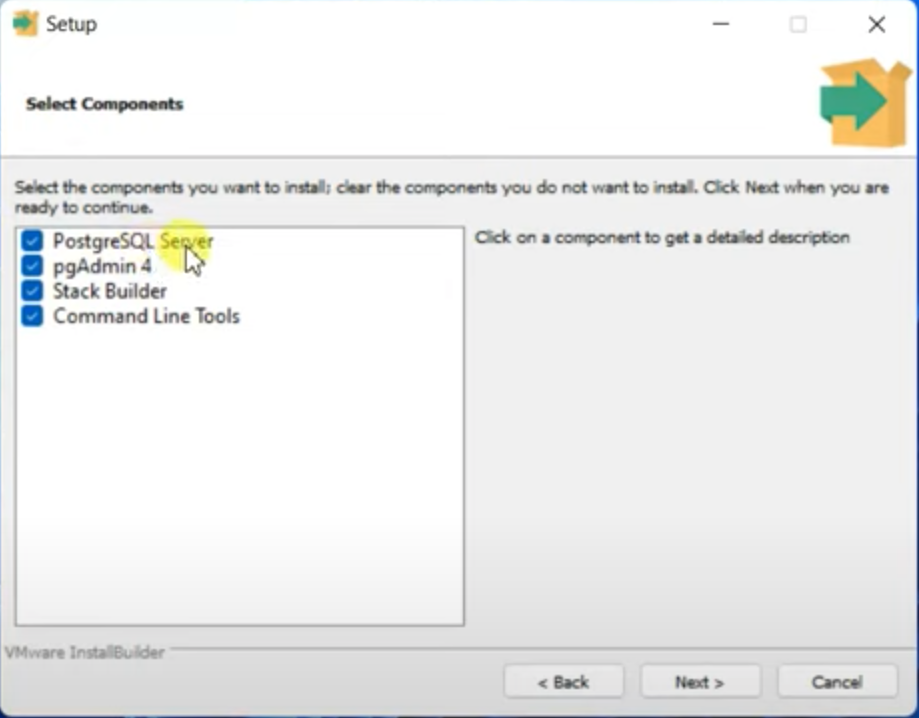 Setup
Select Components
Select the components you want to install; clear the components you do not want to install. Click Next when you are
ready to continue.
PostgreSQL Server
pgAdmin 4
Stack Builder
Command Line Tools
Click on a component to get a detailed description
VMware InstallBuilder
< Back
Next >
Cancel